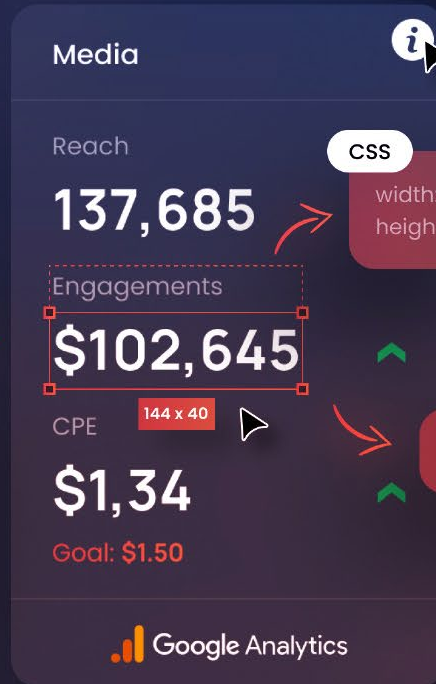 Media
i
Reach
CSS
137,685
width:
heigh
Engagements
$102,645
144 x 40
CPE
$1,34
Goal: $1.50
Google Analytics